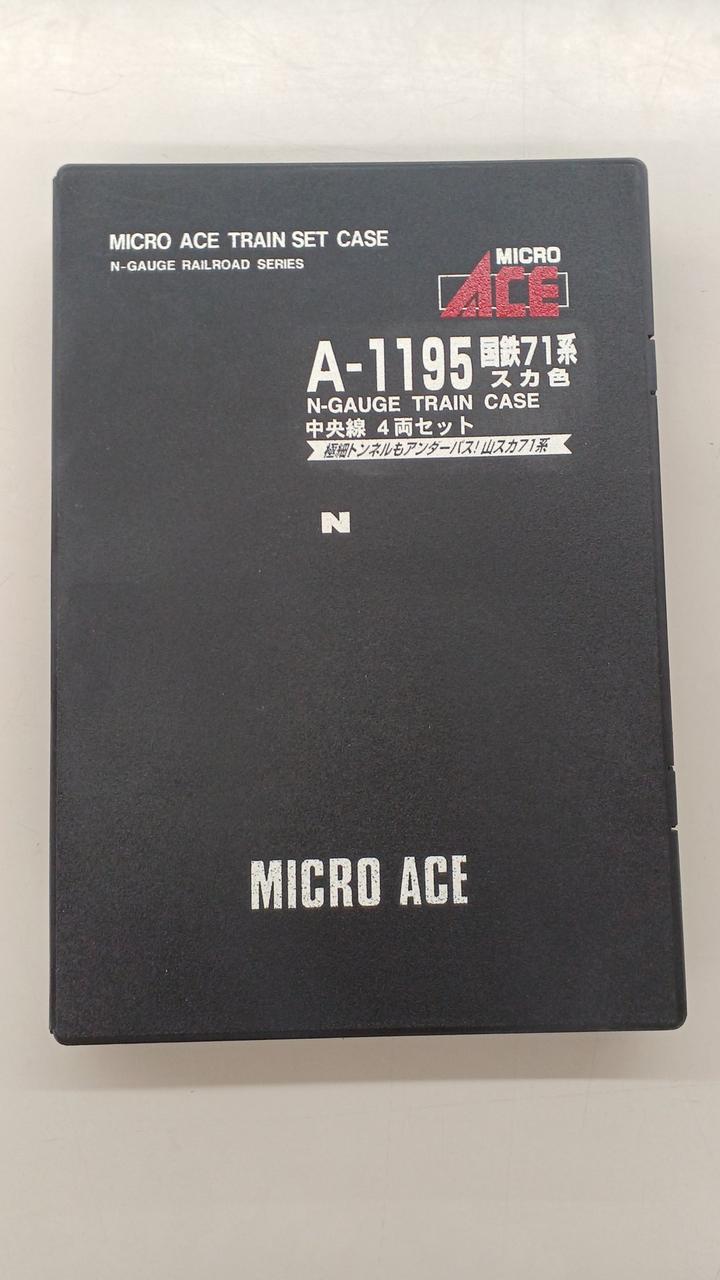 MICRO ACE TRAIN SET CASE
N-GAUGE RAILROAD SERIES
MICRO
ACE
A-1195 国鉄71系
スカ色
N-GAUGE TRAIN CASE
中央線 4両セット
極細トンネルもアンダーパス! 山スカ71系
N
MICRO ACE